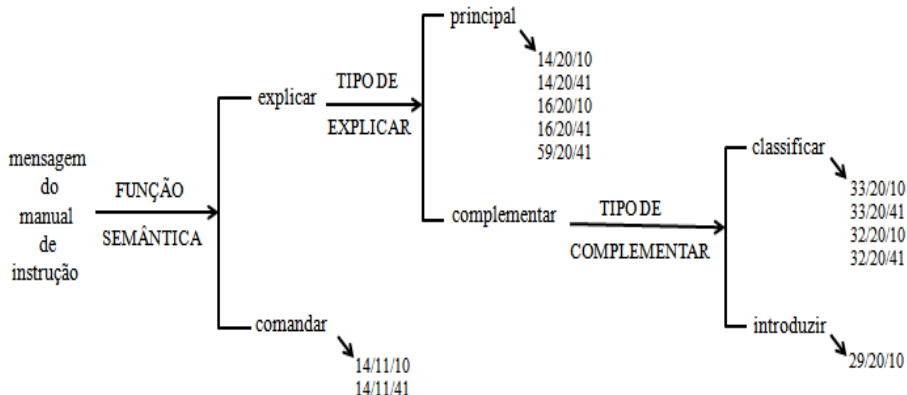 mensagem
do
manual
de
instrução
FUNÇÃO
SEMÂNTICA
explicar
TIPO DE
EXPLICAR
principal
14/20/10
14/20/41
16/20/10
16/20/41
59/20/41
complementar
TIPO DE
COMPLEMENTAR
classificar
33/20/10
33/20/41
32/20/10
32/20/41
introduzir
29/20/10
comandar
14/11/10
14/11/41